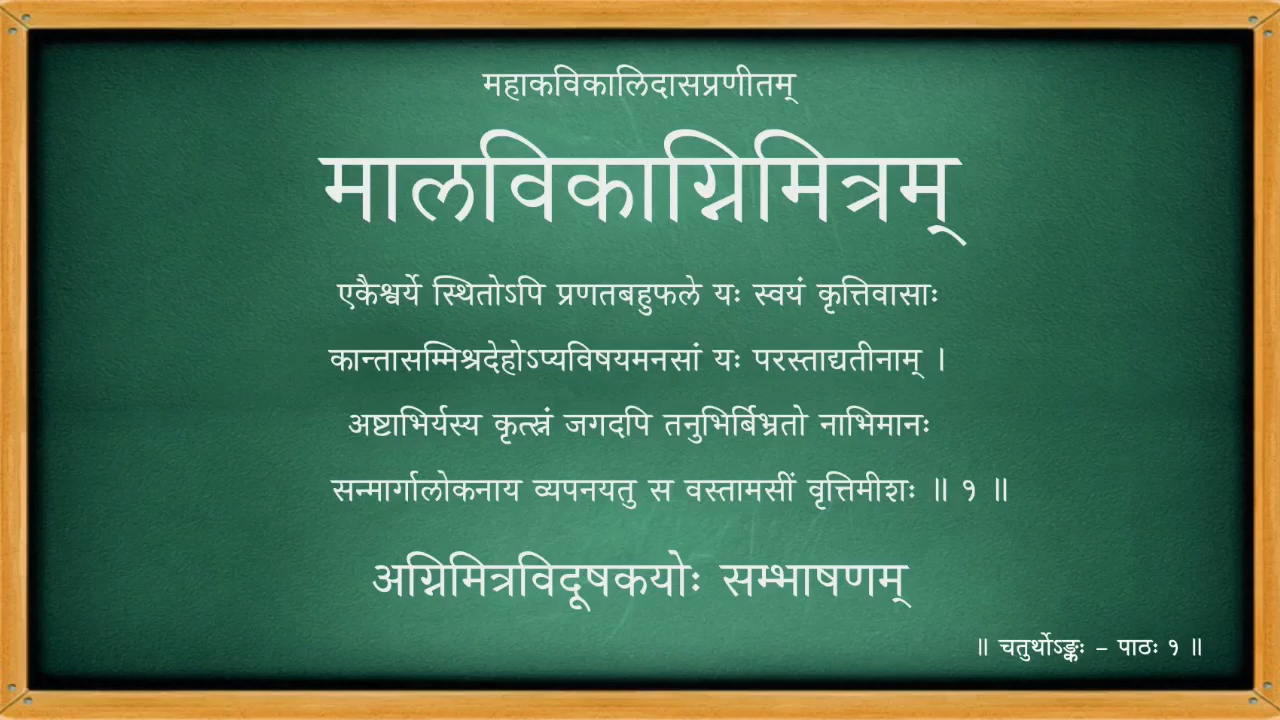 महाकविकालिदासप्रणीतम्
मालविकाग्निमित्रम्
एकैश्वर्ये स्थितोऽपि प्रणतबहुफले यः स्वयं कृत्तिवासाः
कान्तासम्मिश्रदेहोऽप्यविषयमनसां यः परस्ताद्यतीनाम् ।
अष्टाभिर्यस्य कृत्स्नं जगदपि तनुभिर्बिभ्रतो नाभिमानः
सन्मार्गालोकनाय व्यपनयतु स वस्तामसीं वृत्तिमीशः ॥ १ ॥
अग्निमित्रविदूषकयोः सम्भाषणम्
॥ चतुर्थोऽङ्कः – पाठः १ ॥